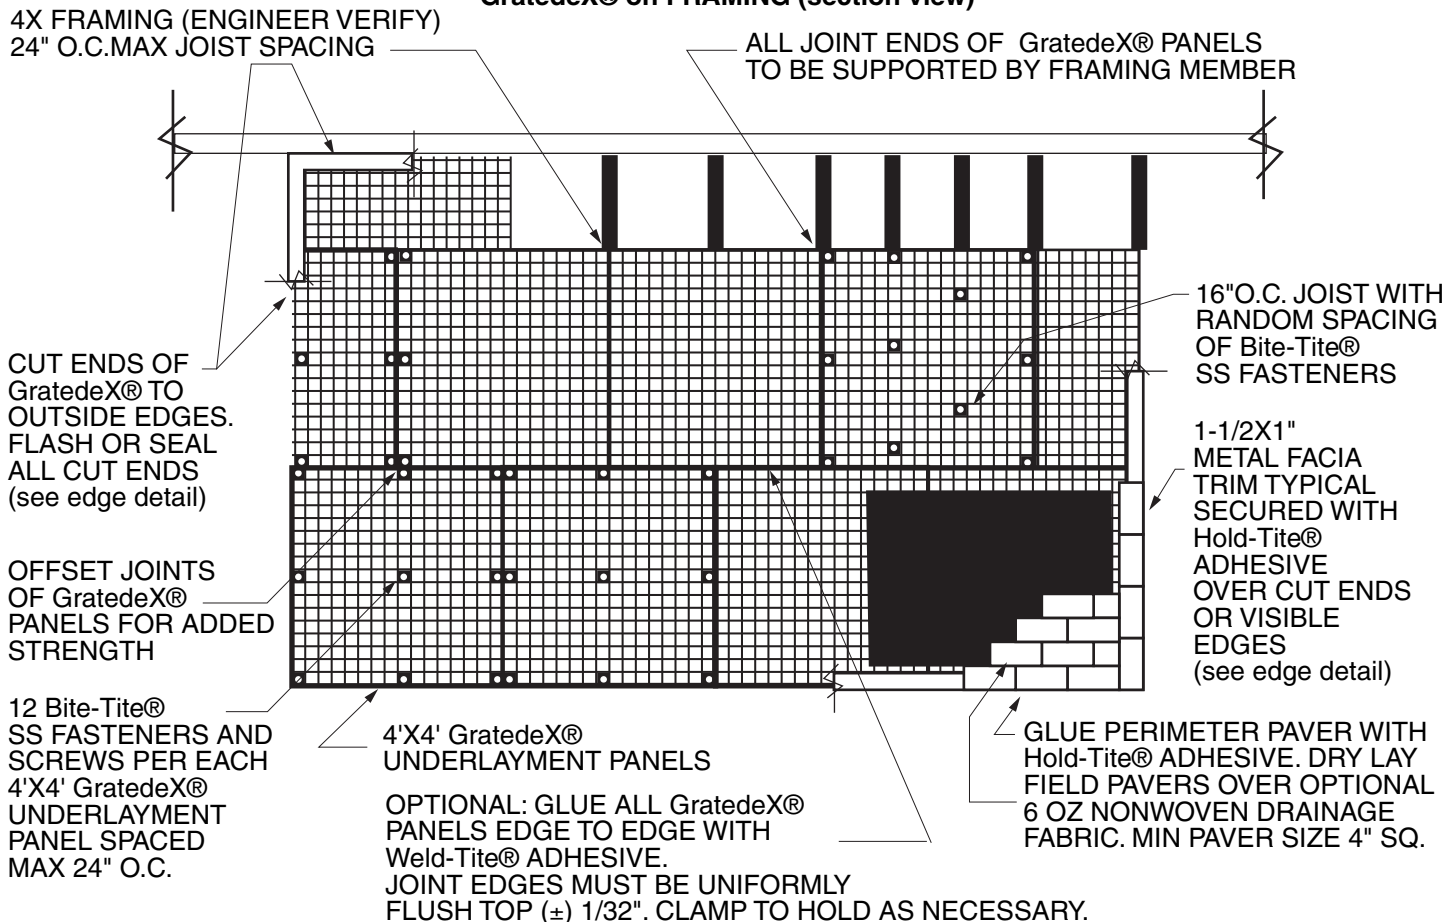 GratedeX® on FRAMING (section view)
4X FRAMING (ENGINEER VERIFY)
24" O.C.MAX JOIST SPACING
ALL JOINT ENDS OF GratedeX® PANELS
TO BE SUPPORTED BY FRAMING MEMBER
CUT ENDS OF
GratedeX® TO
OUTSIDE EDGES.
FLASH OR SEAL
ALL CUT ENDS
(see edge detail)
OFFSET JOINTS
OF GratedeX®
PANELS FOR ADDED
STRENGTH
12 Bite-Tite®
SS FASTENERS AND
SCREWS PER EACH
4'X4' GratedeX®
UNDERLAYMENT
PANEL SPACED
MAX 24" O.C.
4'X4' GratedeX®
UNDERLAYMENT PANELS
OPTIONAL: GLUE ALL GratedeX®
PANELS EDGE TO EDGE WITH
Weld-Tite® ADHESIVE.
JOINT EDGES MUST BE UNIFORMLY
FLUSH TOP (±) 1/32". CLAMP TO HOLD AS NECESSARY.
16"O.C. JOIST WITH
RANDOM SPACING
OF Bite-Tite®
SS FASTENERS
1-1/2X1"
METAL FACIA
TRIM TYPICAL
SECURED WITH
Hold-Tite®
ADHESIVE
OVER CUT ENDS
OR VISIBLE
EDGES
(see edge detail)
GLUE PERIMETER PAVER WITH
Hold-Tite® ADHESIVE. DRY LAY
FIELD PAVERS OVER OPTIONAL
6 OZ NONWOVEN DRAINAGE
FABRIC. MIN PAVER SIZE 4" SQ.